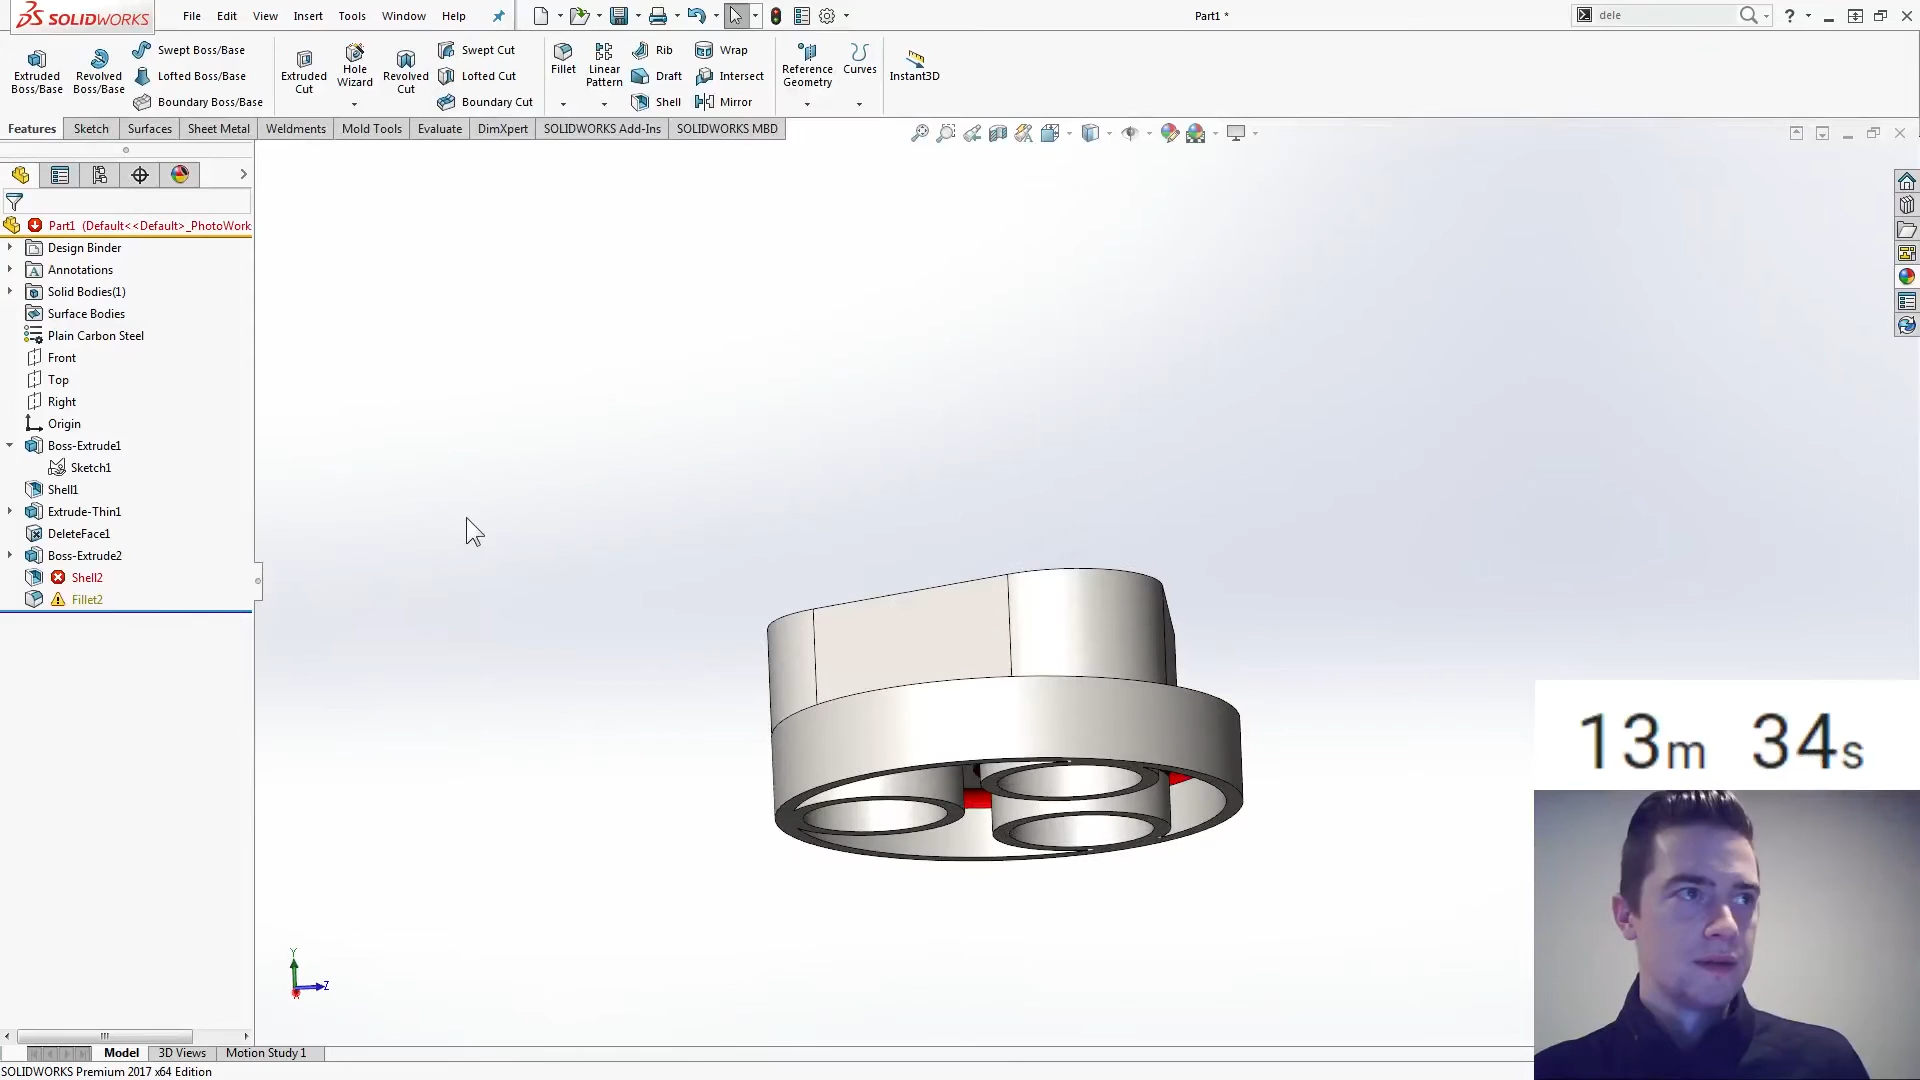 SOLIDWORKS
File Edit View Insert Tools Window Help
Part1 *
dele
Extruded Boss/Base
Revolved Boss/Base
Swept Boss/Base
Lofted Boss/Base
Boundary Boss/Base
Extruded Cut
Hole Wizard
Revolved Cut
Swept Cut
Lofted Cut
Boundary Cut
Fillet
Linear Pattern
Rib
Draft
Shell
Wrap
Intersect
Mirror
Reference Geometry
Curves
Instant3D
Features Sketch Surfaces Sheet Metal Weldments Mold Tools Evaluate DimXpert SOLIDWORKS Add-Ins SOLIDWORKS MBD
Part1 (Default<<Default>_PhotoWork
Design Binder
Annotations
Solid Bodies(1)
Surface Bodies
Plain Carbon Steel
Front
Top
Right
Origin
Boss-Extrude1
Sketch1
Shell1
Extrude-Thin1
DeleteFace1
Boss-Extrude2
Shell2
Fillet2
13m 34s
Y
Z
Model 3D Views Motion Study 1
SOLIDWORKS Premium 2017 x64 Edition